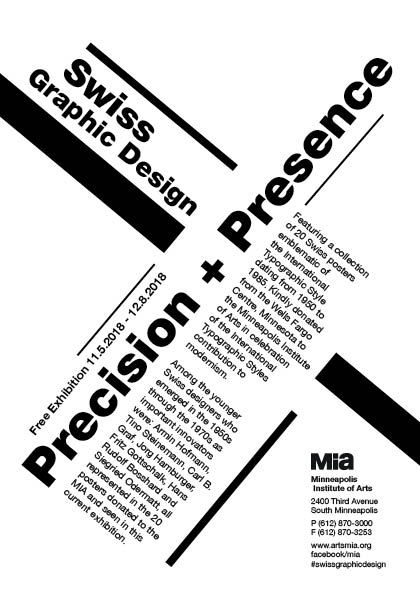 Swiss
Graphic Design
Precision + Presence
Free Exhibition 11.5.2018 - 12.8.2018
Featuring a collection
of 20 Swiss posters
emblematic of
the International
Typographic Style
dating from 1950 to
1985. Kindly donated
from the Wells Fargo
Centre, Minnesota to
the Minneapolis Institute
of Arts in celebration
of the International
Typographic Styles
contribution to
modernism.
Among the younger
Swiss designers who
emerged in the 1950s
through the 1970s as
important innovators
were: Armin Hofmann,
Tino Steinemann, Carl B.
Graf, Jorg Hamburger,
Fritz Gottschalk, Hans
Rudolf Bosshard and
Siegried Odermatt, all
represented in the 20
posters donated to the
MiA and seen in this
current exhibition.
Mia
Minneapolis
Institute of Arts
2400 Third Avenue
South Minneapolis
P (612) 870-3000
F (612) 870-3253
www.artsmia.org
facebook/mia
#swissgraphicdesign